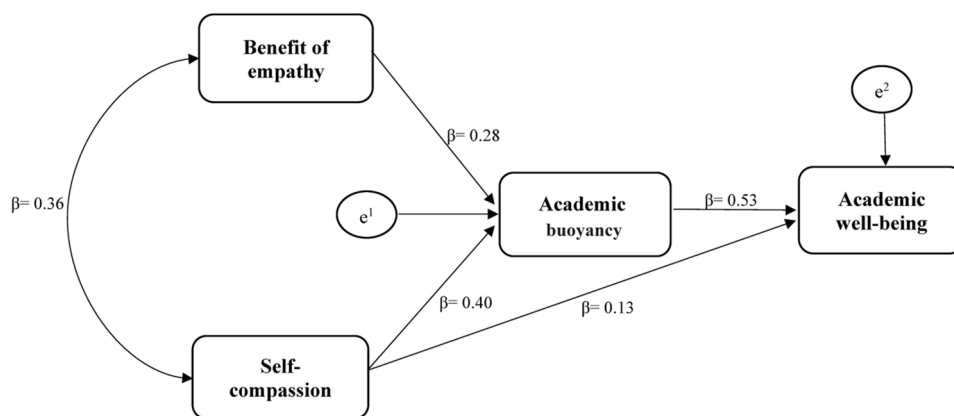 Benefit of
empathy
e²
β= 0.28
β= 0.36
e¹
Academic
buoyancy
β= 0.53
Academic
well-being
β= 0.40
β= 0.13
Self-
compassion